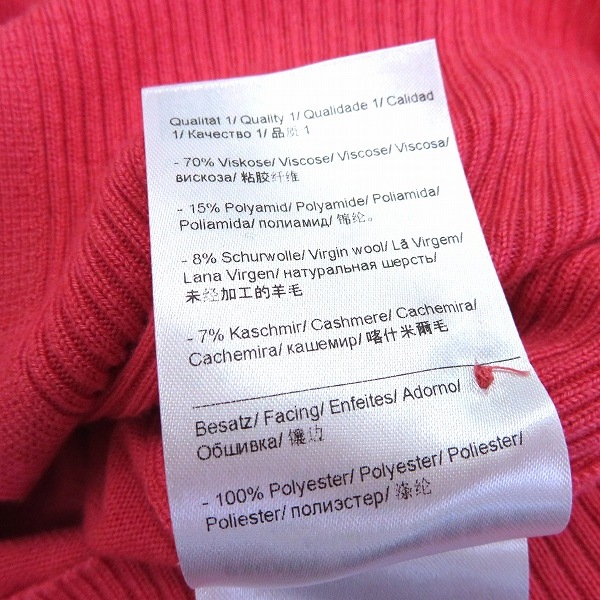 Qualität 1/ Quality 1/ Qualidade 1/ Calidad
1/ Качество 1/ 品质 1
- 70% Viskose/ Viscose/ Viscose/ Viscosa/
вискоза/ 粘胶纤维
- 15% Polyamid/ Polyamide/ Poliamida/
Poliamida/ полиамид/ 锦纶。
- 8% Schurwolle/ Virgin wool/ Lã Virgem/
Lana Virgen/ натуральная шерсть/
未经加工的羊毛
- 7% Kaschmir/ Cashmere/ Cachemira/
Cachemira/ кашемир/ 喀什米爾毛
Besatz/ Facing/ Enfeites/ Adorno/
Обшивка/ 镶边
- 100% Polyester/ Polyester/ Poliester/
Poliester/ полиэстер/ 涤纶